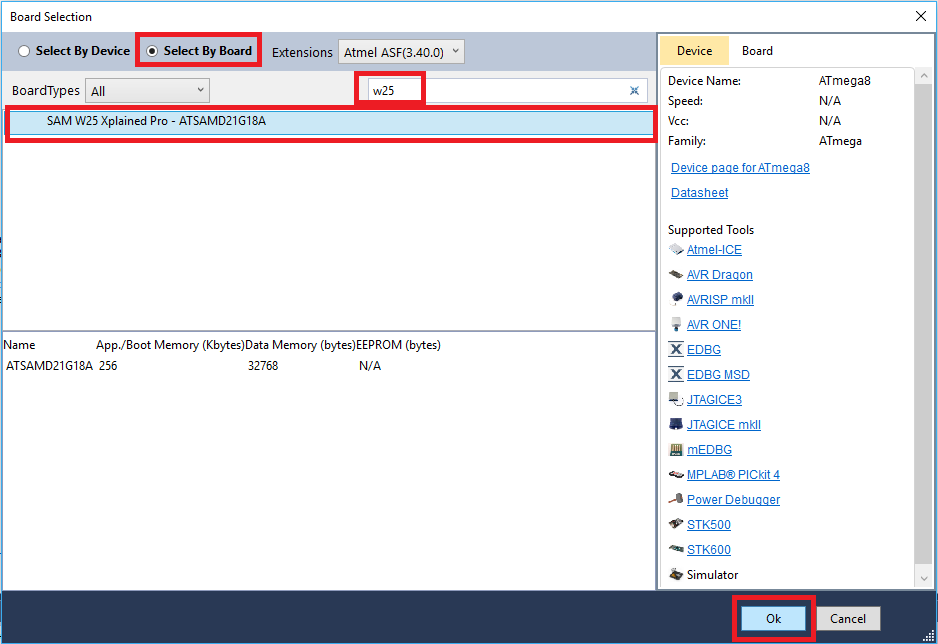 Board Selection
Select By Device Select By Board Extensions Atmel ASF(3.40.0)
BoardTypes All w25
SAM W25 Xplained Pro - ATSAMD21G18A
Name App./Boot Memory (Kbytes) Data Memory (bytes) EEPROM (bytes)
ATSAMD21G18A 256 32768 N/A
Device Board
Device Name: ATmega8
Speed: N/A
Vcc: N/A
Family: ATmega
Device page for ATmega8
Datasheet
Supported Tools
Atmel-ICE
AVR Dragon
AVRISP mkII
AVR ONE!
EDBG
EDBG MSD
JTAGICE3
JTAGICE mkII
mEDBG
MPLAB® PICkit 4
Power Debugger
STK500
STK600
Simulator
Ok Cancel